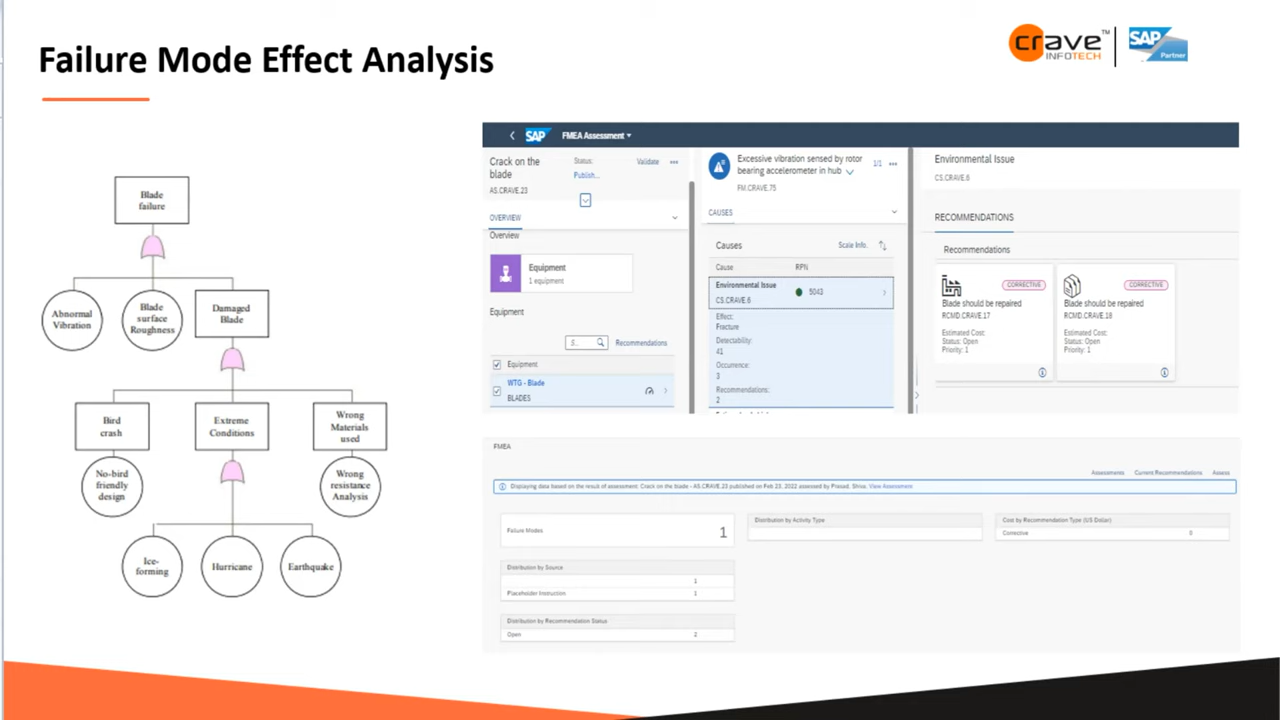 Failure Mode Effect Analysis
crave TM
INFOTECH
SAP
Partner
Blade
failure
Abnormal
Vibration
Blade
surface
Roughness
Damaged
Blade
Bird
crash
Extreme
Conditions
Wrong
Materials
used
No-bird
friendly
design
Wrong
resistance
Analysis
Ice-
forming
Hurricane
Earthquake
SAP FMEA Assessment
Crack on the
blade
AS.CRAVE.23
Status:
Publish...
Validate
OVERVIEW
Overview
Equipment
1 equipment
Equipment
S.. Recommendations
Equipment
WTG - Blade
BLADES
Excessive vibration sensed by rotor
bearing accelerometer in hub
FM.CRAVE.75
1/1
CAUSES
Causes Scale Info.
Cause RPN
Environmental Issue
CS.CRAVE.6
5043
Effect:
Fracture
Detectability:
41
Occurrence:
3
Recommendations:
2
Environmental Issue
CS.CRAVE.6
RECOMMENDATIONS
Recommendations
CORRECTIVE
Blade should be repaired
RCMD.CRAVE.17
Estimated Cost:
Status: Open
Priority: 1
CORRECTIVE
Blade should be repaired
RCMD.CRAVE.18
Estimated Cost:
Status: Open
Priority: 1
FMEA
Assessments Current Recommendations Assess
Displaying data based on the result of assessment: Crack on the blade - AS.CRAVE.23 published on Feb 23, 2022 assessed by Prasad, Shiva. View Assessment
Failure Modes 1
Distribution by Source
1
Placeholder Instruction 1
Distribution by Recommendation Status
Open 2
Distribution by Activity Type
Cost by Recommendation Type (US Dollar)
Corrective 0